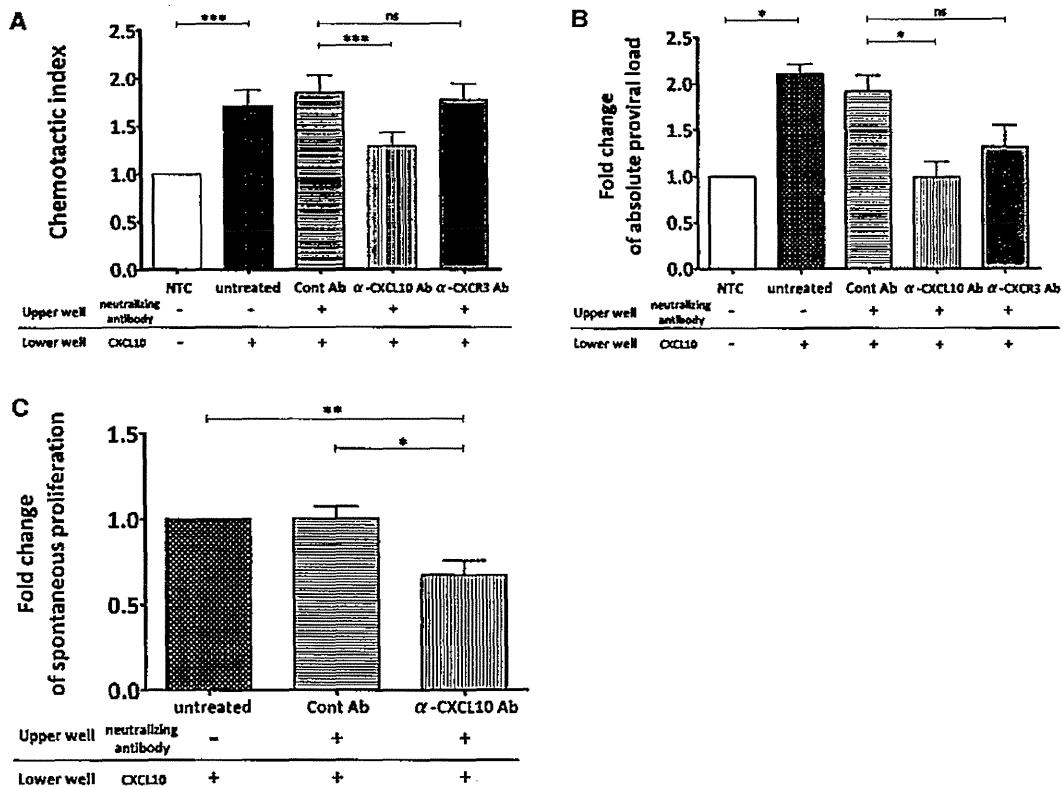 A
Chemotactic index
2.5
2.0
1.5
1.0
0.5
0.0
***
ns
***
NTC untreated Cont Ab α-CXCL10 Ab α-CXCR3 Ab
Upper well neutralizing antibody - - + + +
Lower well CXCL10 - + + + +
B
Fold change
of absolute proviral load
2.5
2.0
1.5
1.0
0.5
0.0
*
ns
*
NTC untreated Cont Ab α-CXCL10 Ab α-CXCR3 Ab
Upper well neutralizing antibody - - + + +
Lower well CXCL10 - + + + +
C
Fold change
of spontaneous proliferation
1.5
1.0
0.5
0.0
**
*
untreated Cont Ab α-CXCL10 Ab
Upper well neutralizing antibody - + +
Lower well CXCL10 + + +